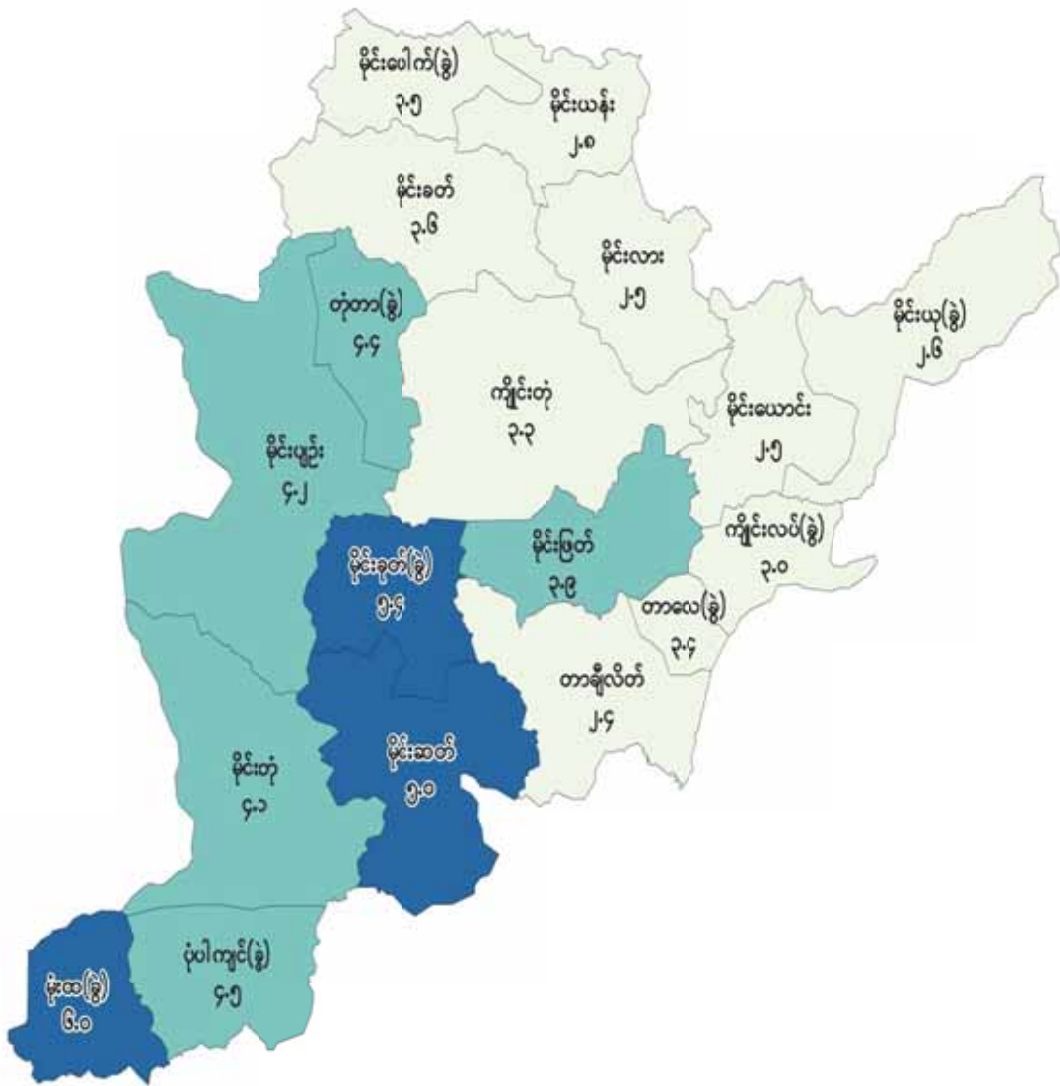 မိုင်းပေါက်(ခွဲ)
၃.၅
မိုင်းယန်း
၂.၈
မိုင်းခတ်
၃.၆
မိုင်းလား
၂.၅
တုံတာ(ခွဲ)
၄.၄
မိုင်းယု(ခွဲ)
၂.၆
ကျိုင်းတုံ
၃.၃
မိုင်းယောင်း
၂.၅
မိုင်းပျဉ်း
၄.၂
ကျိုင်းလပ်(ခွဲ)
၃.၀
မိုင်းဖြတ်
၃.၉
မိုင်းခုတ်(ခွဲ)
၅.၄
တာလေ(ခွဲ)
၃.၄
တာချီလိတ်
၂.၄
မိုင်းဆတ်
၅.၀
မိုင်းတုံ
၄.၁
ပုံပါကျင်(ခွဲ)
၄.၅
မုံးထ(ခွဲ)
၆.၀